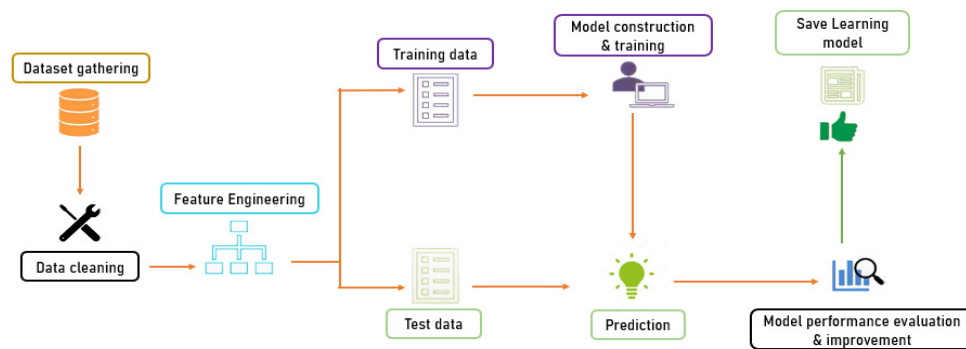 Dataset gathering
Data cleaning
Feature Engineering
Training data
Test data
Model construction
& training
Prediction
Save Learning
model
Model performance evaluation
& improvement